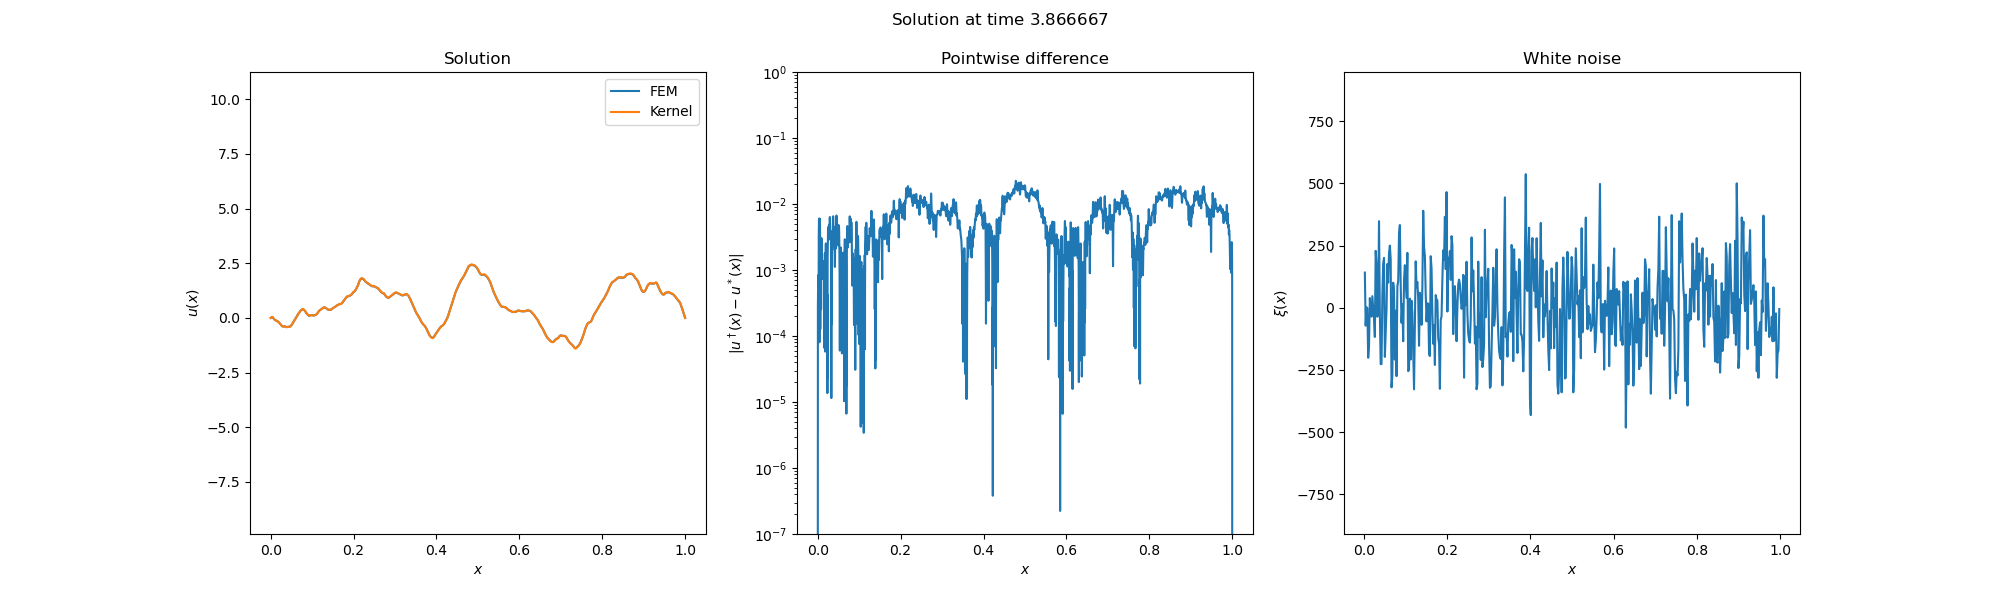 Solution at time 3.866667
Solution
10.0
7.5
5.0
2.5
0.0
−2.5
−5.0
−7.5
u(x)
0.0 0.2 0.4 0.6 0.8 1.0
x
FEM
Kernel
Pointwise difference
10⁰
10⁻¹
10⁻²
10⁻³
10⁻⁴
10⁻⁵
10⁻⁶
10⁻⁷
|u†(x) − u*(x)|
0.0 0.2 0.4 0.6 0.8 1.0
x
White noise
750
500
250
0
−250
−500
−750
ξ(x)
0.0 0.2 0.4 0.6 0.8 1.0
x